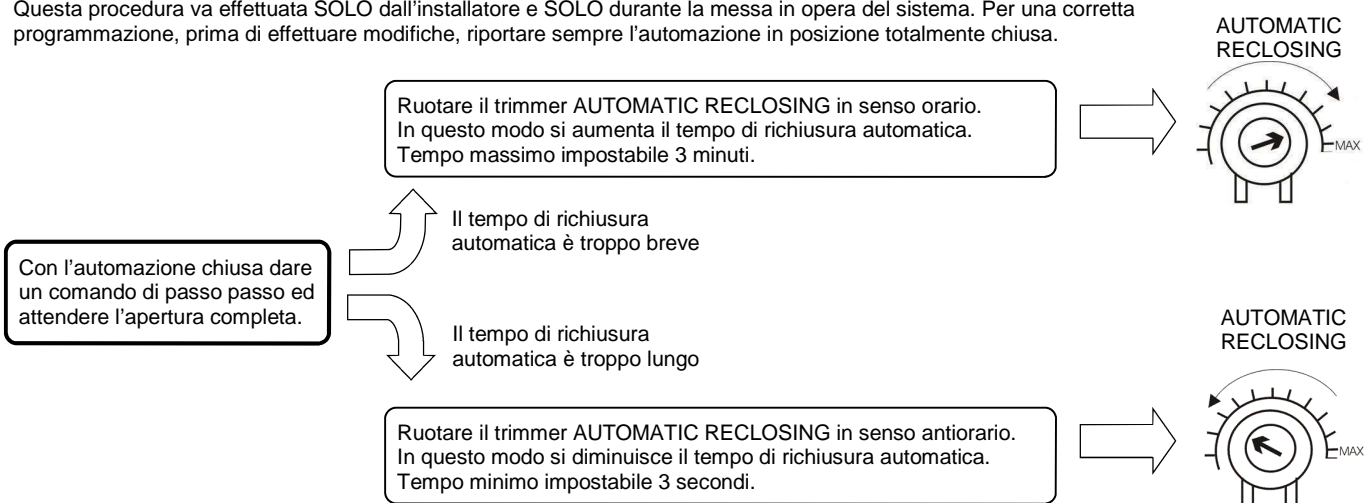 Questa procedura va effettuata SOLO dall'installatore e SOLO durante la messa in opera del sistema. Per una corretta
programmazione, prima di effettuare modifiche, riportare sempre l'automazione in posizione totalmente chiusa.
AUTOMATIC
RECLOSING
Ruotare il trimmer AUTOMATIC RECLOSING in senso orario.
In questo modo si aumenta il tempo di richiusura automatica.
Tempo massimo impostabile 3 minuti.
MAX
Il tempo di richiusura
automatica è troppo breve
Con l'automazione chiusa dare
un comando di passo passo ed
attendere l'apertura completa.
Il tempo di richiusura
automatica è troppo lungo
AUTOMATIC
RECLOSING
Ruotare il trimmer AUTOMATIC RECLOSING in senso antiorario.
In questo modo si diminuisce il tempo di richiusura automatica.
Tempo minimo impostabile 3 secondi.
MAX